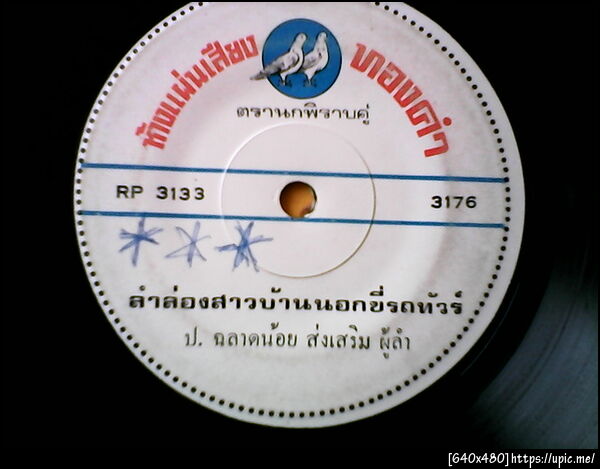 ห้างแผ่นเสียง ทองคำ
ตรานกพิราบคู่
RP 3133 3176
ลำล่องสาวบ้านนอกขี่รถทัวร์
ป. ฉลาดน้อย ส่งเสริม ผู้ลำ
[640x480] https://upic.me/